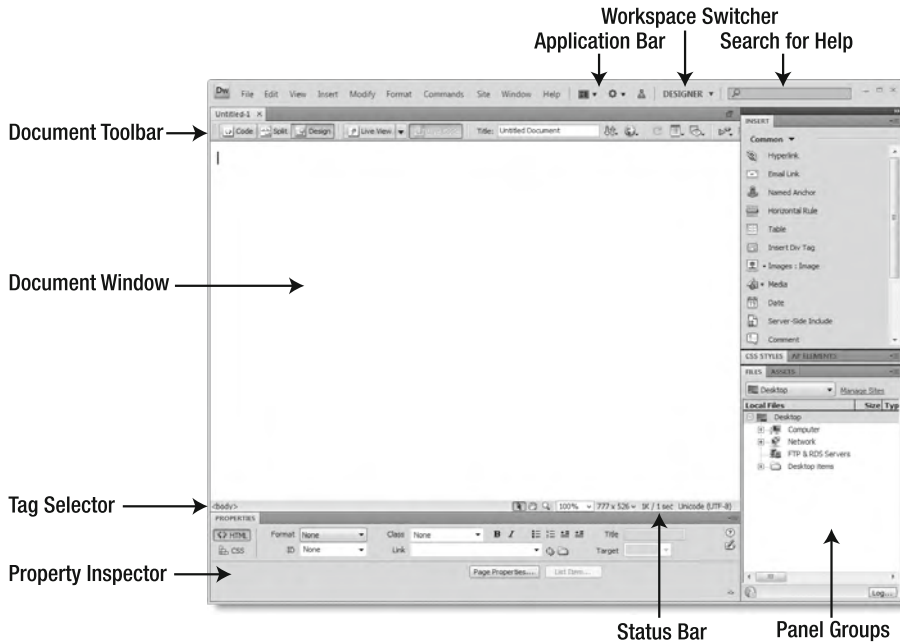 Workspace Switcher
Application Bar
Search for Help
Dw File Edit View Insert Modify Format Commands Site Window Help DESIGNER
Untitled-1 x
Document Toolbar
Code Split Design Live View Title: Untitled Document
INSERT
Common
Hyperlink
Email Link
Named Anchor
Horizontal Rule
Table
Insert Div Tag
Images : Image
Media
Date
Server-Side Include
Comment
Document Window
CSS STYLES AP ELEMENTS
FILES ASSETS
Desktop Manage Sites
Local Files Size Typ
Desktop
Computer
Network
FTP & RDS Servers
Desktop items
Tag Selector
<body> 100% 777 x 526 1K / 1 sec Unicode (UTF-8)
PROPERTIES
<> HTML Format None Class None B I Title
CSS ID None Link Target
Property Inspector
Page Properties... List Item...
Log...
Status Bar
Panel Groups